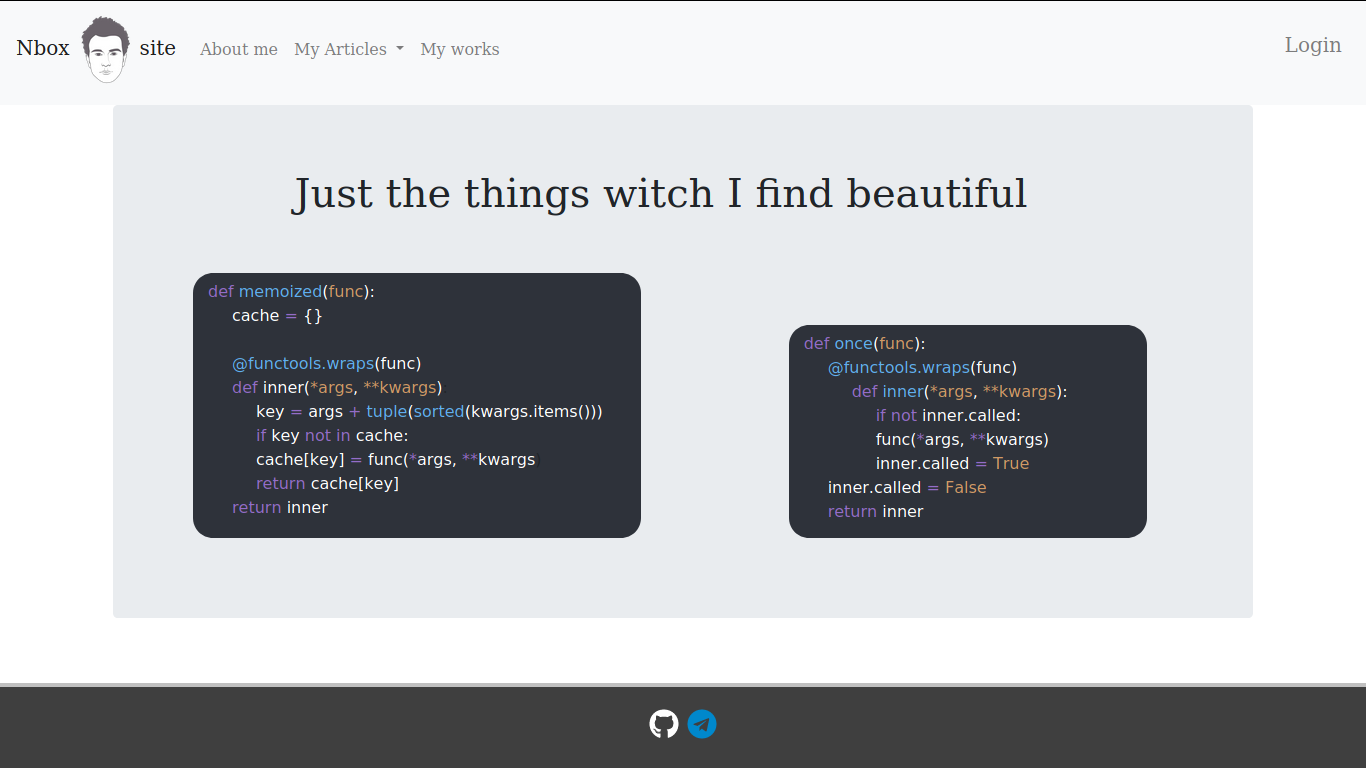 Nbox site About me My Articles My works Login
Just the things witch I find beautiful
def memoized(func):
cache = {}
@functools.wraps(func)
def inner(*args, **kwargs)
key = args + tuple(sorted(kwargs.items()))
if key not in cache:
cache[key] = func(*args, **kwargs
return cache[key]
return inner
def once(func):
@functools.wraps(func)
def inner(*args, **kwargs):
if not inner.called:
func(*args, **kwargs)
inner.called = True
inner.called = False
return inner